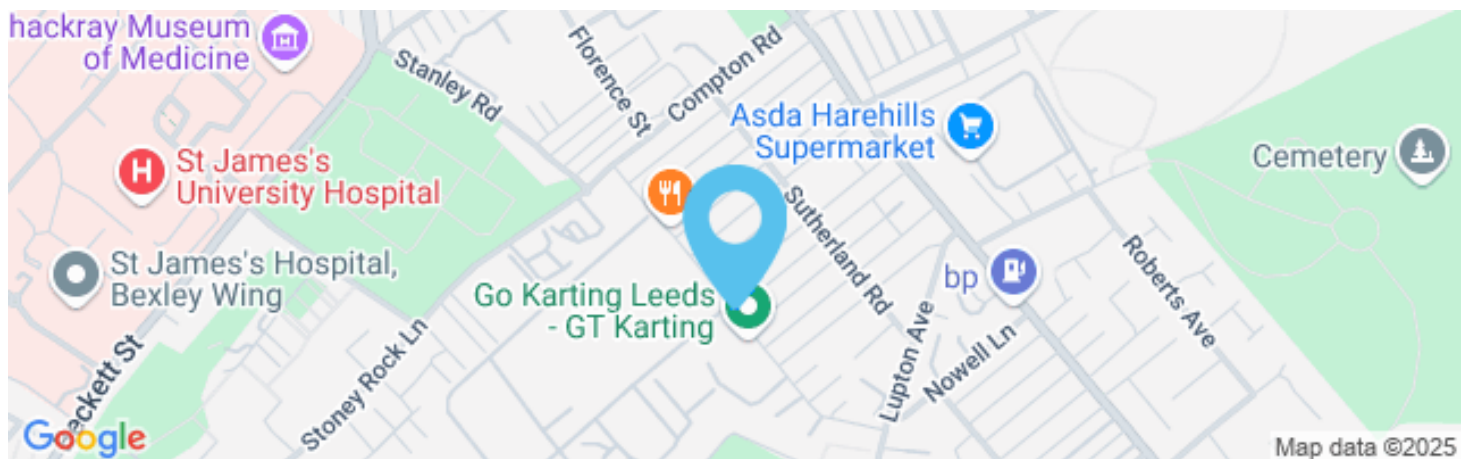 hackray Museum
of Medicine
Stanley Rd
Florence St
Compton Rd
Asda Harehills
Supermarket
Cemetery
St James's
University Hospital
Sutherland Rd
St James's Hospital,
Bexley Wing
Go Karting Leeds
- GT Karting
bp
Roberts Ave
Lupton Ave
Nowell Ln
Stoney Rock Ln
eckett St
Google
Map data ©2025